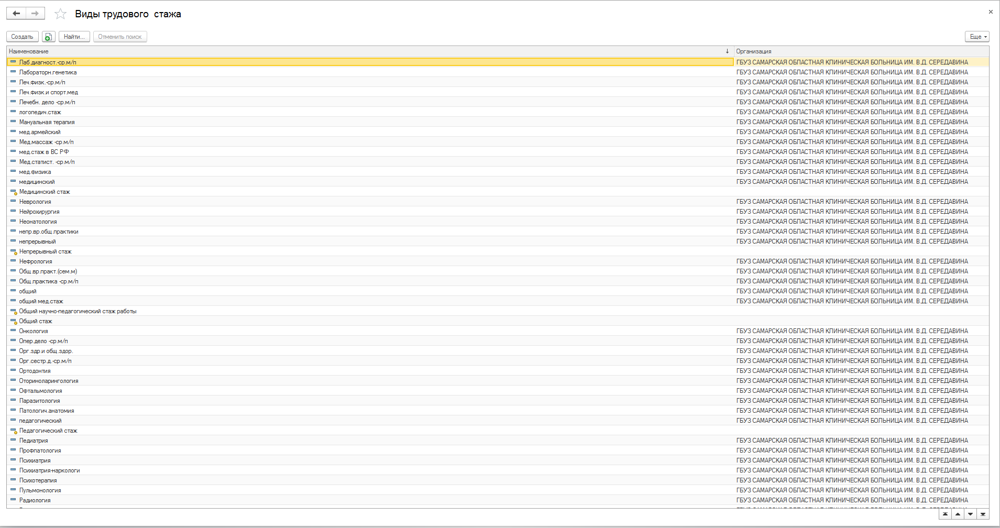 Виды трудового стажа
×
Создать Найти... Отменить поиск Еще
Наименование ↓ Организация
Лаб.диагност.-ср.м/п ГБУЗ САМАРСКАЯ ОБЛАСТНАЯ КЛИНИЧЕСКАЯ БОЛЬНИЦА ИМ. В.Д. СЕРЕДАВИНА
Лабораторн.генетика ГБУЗ САМАРСКАЯ ОБЛАСТНАЯ КЛИНИЧЕСКАЯ БОЛЬНИЦА ИМ. В.Д. СЕРЕДАВИНА
Леч.физк.-ср.м/п ГБУЗ САМАРСКАЯ ОБЛАСТНАЯ КЛИНИЧЕСКАЯ БОЛЬНИЦА ИМ. В.Д. СЕРЕДАВИНА
Леч.физк.и спорт.мед ГБУЗ САМАРСКАЯ ОБЛАСТНАЯ КЛИНИЧЕСКАЯ БОЛЬНИЦА ИМ. В.Д. СЕРЕДАВИНА
Лечебн. дело -ср.м/п ГБУЗ САМАРСКАЯ ОБЛАСТНАЯ КЛИНИЧЕСКАЯ БОЛЬНИЦА ИМ. В.Д. СЕРЕДАВИНА
логопедич.стаж ГБУЗ САМАРСКАЯ ОБЛАСТНАЯ КЛИНИЧЕСКАЯ БОЛЬНИЦА ИМ. В.Д. СЕРЕДАВИНА
Мануальная терапия ГБУЗ САМАРСКАЯ ОБЛАСТНАЯ КЛИНИЧЕСКАЯ БОЛЬНИЦА ИМ. В.Д. СЕРЕДАВИНА
мед.армейский ГБУЗ САМАРСКАЯ ОБЛАСТНАЯ КЛИНИЧЕСКАЯ БОЛЬНИЦА ИМ. В.Д. СЕРЕДАВИНА
Мед.массаж -ср.м/п ГБУЗ САМАРСКАЯ ОБЛАСТНАЯ КЛИНИЧЕСКАЯ БОЛЬНИЦА ИМ. В.Д. СЕРЕДАВИНА
мед.стаж в ВС РФ ГБУЗ САМАРСКАЯ ОБЛАСТНАЯ КЛИНИЧЕСКАЯ БОЛЬНИЦА ИМ. В.Д. СЕРЕДАВИНА
Мед.статист. -ср.м/п ГБУЗ САМАРСКАЯ ОБЛАСТНАЯ КЛИНИЧЕСКАЯ БОЛЬНИЦА ИМ. В.Д. СЕРЕДАВИНА
мед.физика ГБУЗ САМАРСКАЯ ОБЛАСТНАЯ КЛИНИЧЕСКАЯ БОЛЬНИЦА ИМ. В.Д. СЕРЕДАВИНА
медицинский ГБУЗ САМАРСКАЯ ОБЛАСТНАЯ КЛИНИЧЕСКАЯ БОЛЬНИЦА ИМ. В.Д. СЕРЕДАВИНА
Медицинский стаж
Неврология ГБУЗ САМАРСКАЯ ОБЛАСТНАЯ КЛИНИЧЕСКАЯ БОЛЬНИЦА ИМ. В.Д. СЕРЕДАВИНА
Нейрохирургия ГБУЗ САМАРСКАЯ ОБЛАСТНАЯ КЛИНИЧЕСКАЯ БОЛЬНИЦА ИМ. В.Д. СЕРЕДАВИНА
Неонатология ГБУЗ САМАРСКАЯ ОБЛАСТНАЯ КЛИНИЧЕСКАЯ БОЛЬНИЦА ИМ. В.Д. СЕРЕДАВИНА
непр.вр.общ.практики ГБУЗ САМАРСКАЯ ОБЛАСТНАЯ КЛИНИЧЕСКАЯ БОЛЬНИЦА ИМ. В.Д. СЕРЕДАВИНА
непрерывный ГБУЗ САМАРСКАЯ ОБЛАСТНАЯ КЛИНИЧЕСКАЯ БОЛЬНИЦА ИМ. В.Д. СЕРЕДАВИНА
Непрерывный стаж
Нефрология ГБУЗ САМАРСКАЯ ОБЛАСТНАЯ КЛИНИЧЕСКАЯ БОЛЬНИЦА ИМ. В.Д. СЕРЕДАВИНА
Общ.вр.практ.(сем.м) ГБУЗ САМАРСКАЯ ОБЛАСТНАЯ КЛИНИЧЕСКАЯ БОЛЬНИЦА ИМ. В.Д. СЕРЕДАВИНА
Общ.практика -ср.м/п ГБУЗ САМАРСКАЯ ОБЛАСТНАЯ КЛИНИЧЕСКАЯ БОЛЬНИЦА ИМ. В.Д. СЕРЕДАВИНА
общий ГБУЗ САМАРСКАЯ ОБЛАСТНАЯ КЛИНИЧЕСКАЯ БОЛЬНИЦА ИМ. В.Д. СЕРЕДАВИНА
общий мед.стаж ГБУЗ САМАРСКАЯ ОБЛАСТНАЯ КЛИНИЧЕСКАЯ БОЛЬНИЦА ИМ. В.Д. СЕРЕДАВИНА
Общий научно-педагогический стаж работы
Общий стаж
Онкология ГБУЗ САМАРСКАЯ ОБЛАСТНАЯ КЛИНИЧЕСКАЯ БОЛЬНИЦА ИМ. В.Д. СЕРЕДАВИНА
Опер.дело -ср.м/п ГБУЗ САМАРСКАЯ ОБЛАСТНАЯ КЛИНИЧЕСКАЯ БОЛЬНИЦА ИМ. В.Д. СЕРЕДАВИНА
Орг.здр.и общ.здор. ГБУЗ САМАРСКАЯ ОБЛАСТНАЯ КЛИНИЧЕСКАЯ БОЛЬНИЦА ИМ. В.Д. СЕРЕДАВИНА
Орг.сестр.д.-ср.м/п ГБУЗ САМАРСКАЯ ОБЛАСТНАЯ КЛИНИЧЕСКАЯ БОЛЬНИЦА ИМ. В.Д. СЕРЕДАВИНА
Ортодонтия ГБУЗ САМАРСКАЯ ОБЛАСТНАЯ КЛИНИЧЕСКАЯ БОЛЬНИЦА ИМ. В.Д. СЕРЕДАВИНА
Оториноларингология ГБУЗ САМАРСКАЯ ОБЛАСТНАЯ КЛИНИЧЕСКАЯ БОЛЬНИЦА ИМ. В.Д. СЕРЕДАВИНА
Офтальмология ГБУЗ САМАРСКАЯ ОБЛАСТНАЯ КЛИНИЧЕСКАЯ БОЛЬНИЦА ИМ. В.Д. СЕРЕДАВИНА
Паразитология ГБУЗ САМАРСКАЯ ОБЛАСТНАЯ КЛИНИЧЕСКАЯ БОЛЬНИЦА ИМ. В.Д. СЕРЕДАВИНА
Патологич.анатомия ГБУЗ САМАРСКАЯ ОБЛАСТНАЯ КЛИНИЧЕСКАЯ БОЛЬНИЦА ИМ. В.Д. СЕРЕДАВИНА
педагогический ГБУЗ САМАРСКАЯ ОБЛАСТНАЯ КЛИНИЧЕСКАЯ БОЛЬНИЦА ИМ. В.Д. СЕРЕДАВИНА
Педагогический стаж
Педиатрия ГБУЗ САМАРСКАЯ ОБЛАСТНАЯ КЛИНИЧЕСКАЯ БОЛЬНИЦА ИМ. В.Д. СЕРЕДАВИНА
Профпатология ГБУЗ САМАРСКАЯ ОБЛАСТНАЯ КЛИНИЧЕСКАЯ БОЛЬНИЦА ИМ. В.Д. СЕРЕДАВИНА
Психиатрия ГБУЗ САМАРСКАЯ ОБЛАСТНАЯ КЛИНИЧЕСКАЯ БОЛЬНИЦА ИМ. В.Д. СЕРЕДАВИНА
Психиатрия-наркологи ГБУЗ САМАРСКАЯ ОБЛАСТНАЯ КЛИНИЧЕСКАЯ БОЛЬНИЦА ИМ. В.Д. СЕРЕДАВИНА
Психотерапия ГБУЗ САМАРСКАЯ ОБЛАСТНАЯ КЛИНИЧЕСКАЯ БОЛЬНИЦА ИМ. В.Д. СЕРЕДАВИНА
Пульмонология ГБУЗ САМАРСКАЯ ОБЛАСТНАЯ КЛИНИЧЕСКАЯ БОЛЬНИЦА ИМ. В.Д. СЕРЕДАВИНА
Радиология ГБУЗ САМАРСКАЯ ОБЛАСТНАЯ КЛИНИЧЕСКАЯ БОЛЬНИЦА ИМ. В.Д. СЕРЕДАВИНА